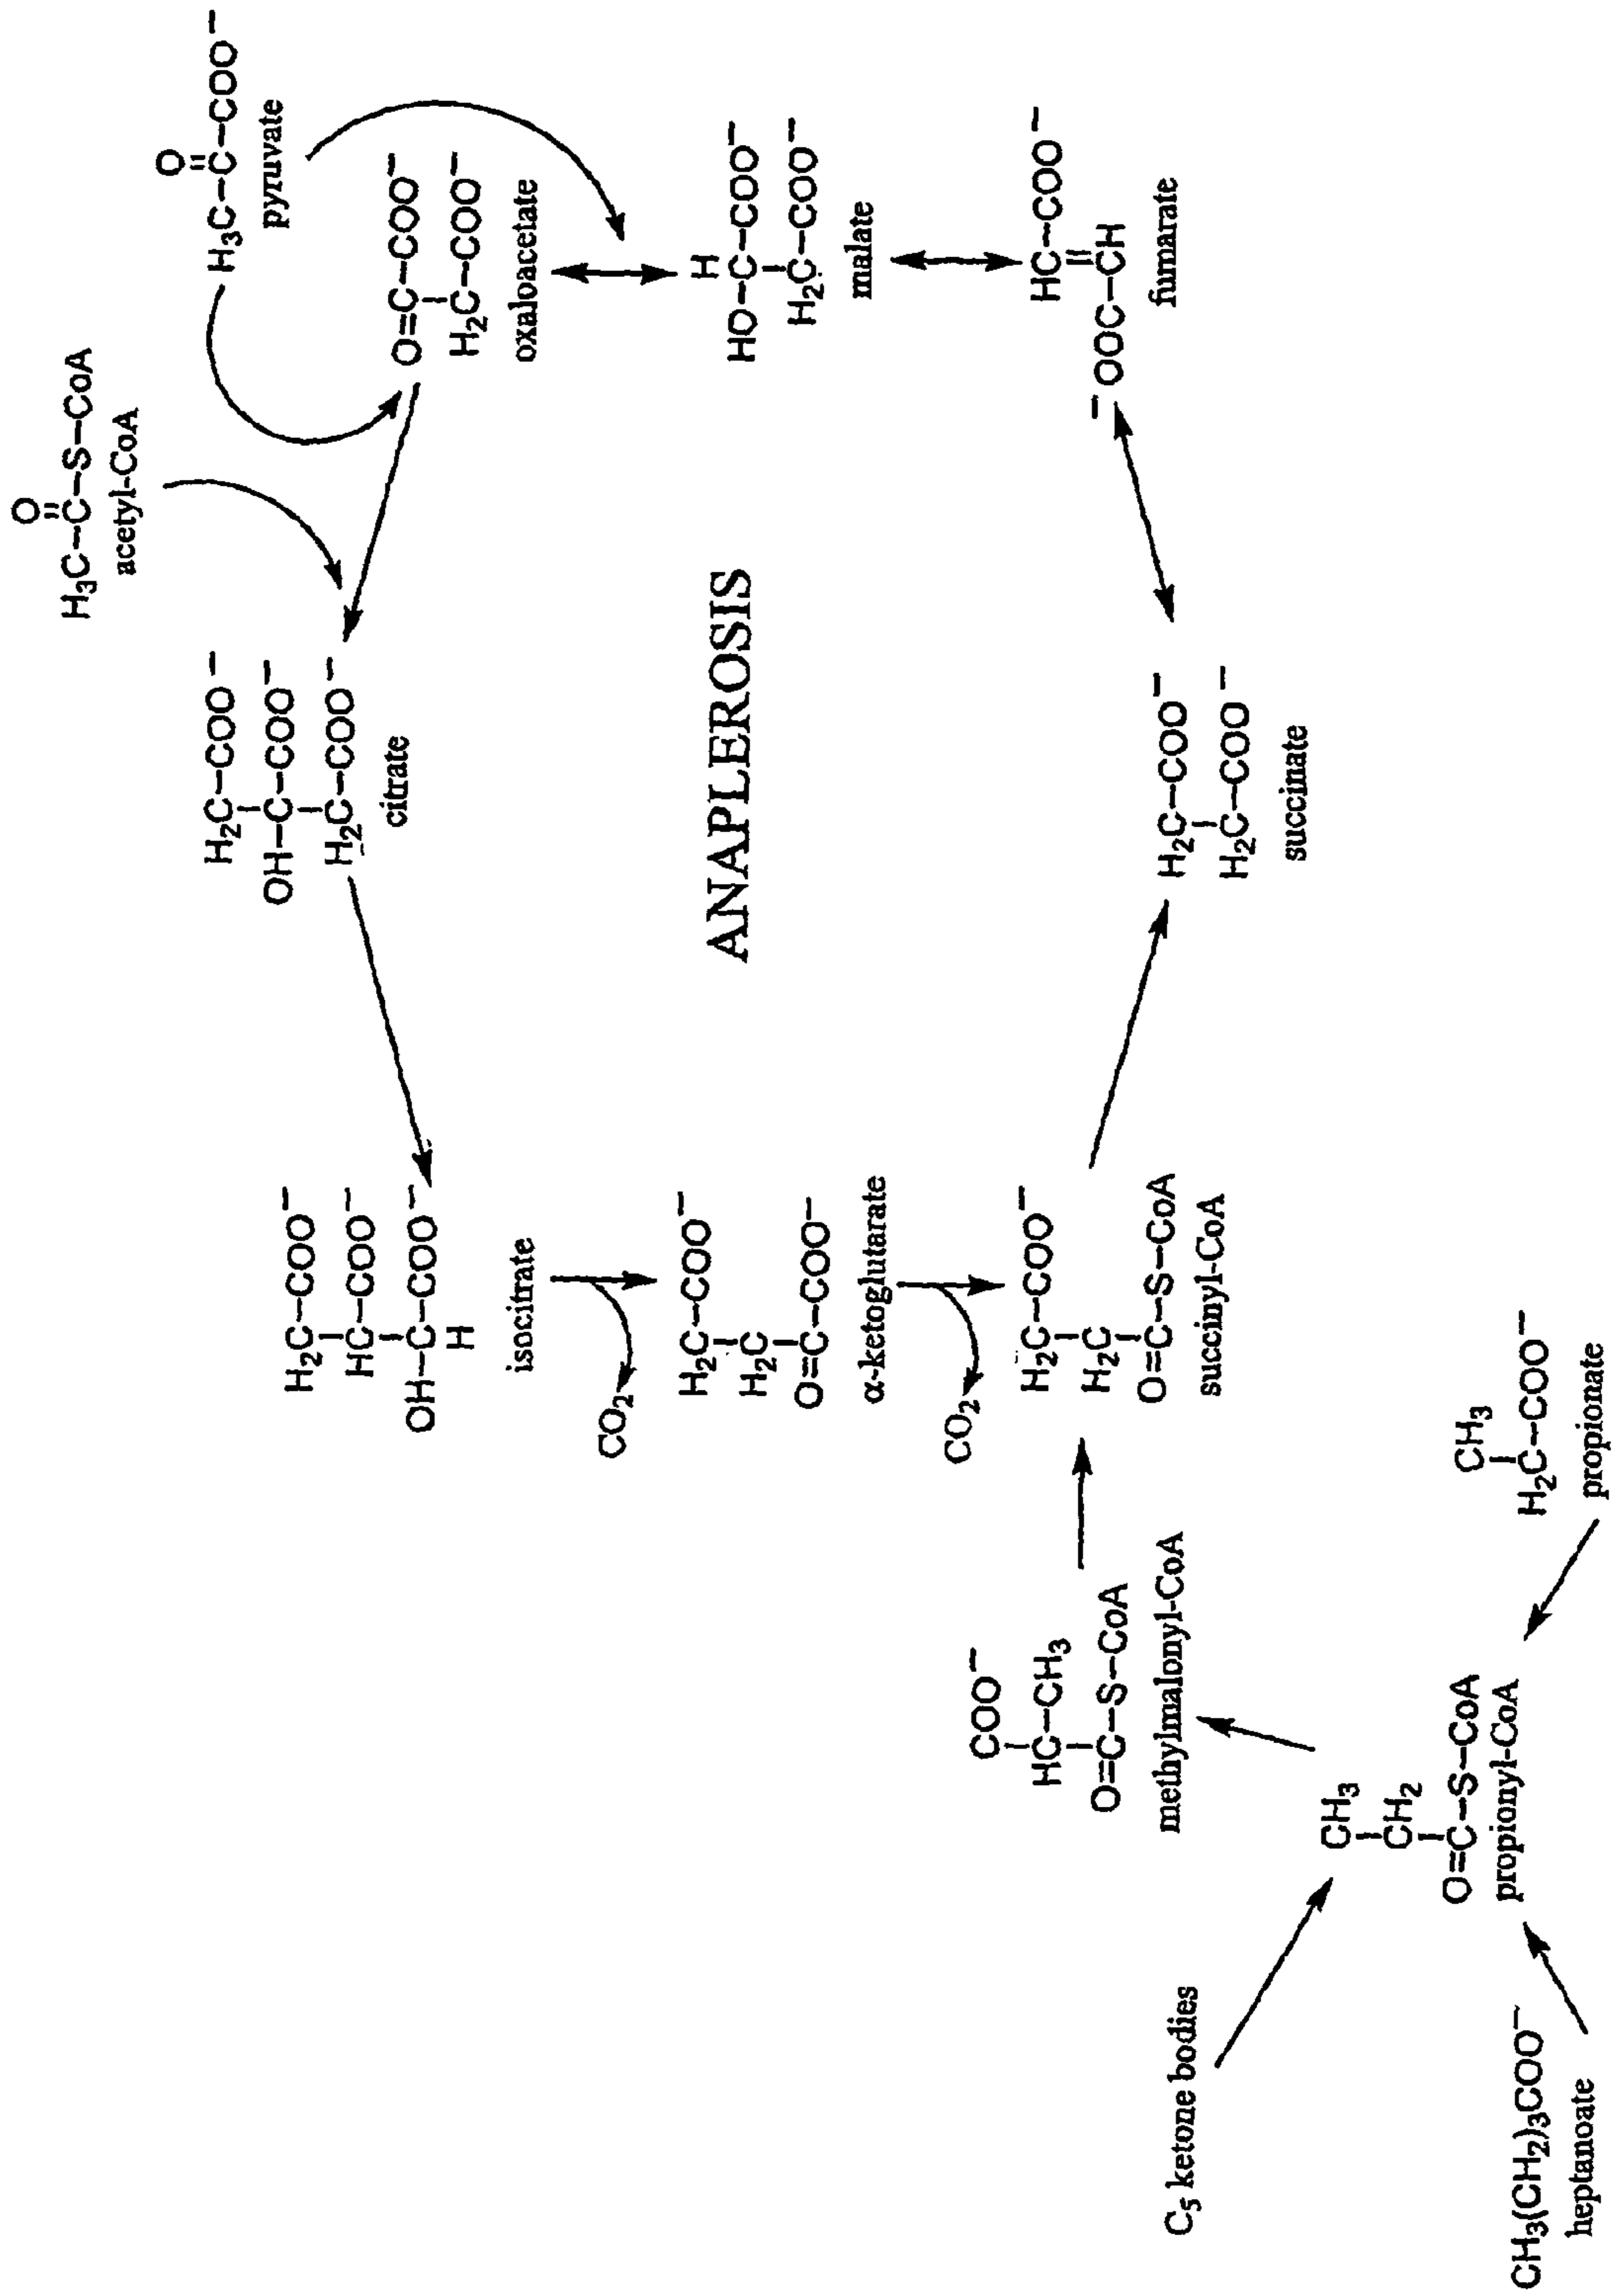 O
H₃C–C–S–CoA
acetyl-CoA
O
H₃C–C–COO⁻
pyruvate
H₂C–COO⁻
OH–C–COO⁻
H₂C–COO⁻
citrate
O=C–COO⁻
H₂C–COO⁻
oxaloacetate
H₂C–COO⁻
HC–COO⁻
OH–C–COO⁻
H
isocitrate
CO₂
H₂C–COO⁻
H₂C
O=C–COO⁻
α-ketoglutarate
CO₂
ANAPLEROSIS
H
HO–C–COO⁻
H₂C–COO⁻
malate
HC–COO⁻
⁻OOC–CH
fumarate
H₂C–COO⁻
H₂C
O=C–S–CoA
succinyl-CoA
H₂C–COO⁻
H₂C–COO⁻
succinate
COO⁻
HC–CH₃
O=C–S–CoA
methylmalonyl-CoA
C₅ ketone bodies
CH₃
CH₂
O=C–S–CoA
propionyl-CoA
CH₃
H₂C–COO⁻
propionate
CH₃(CH₂)₃COO⁻
heptanoate